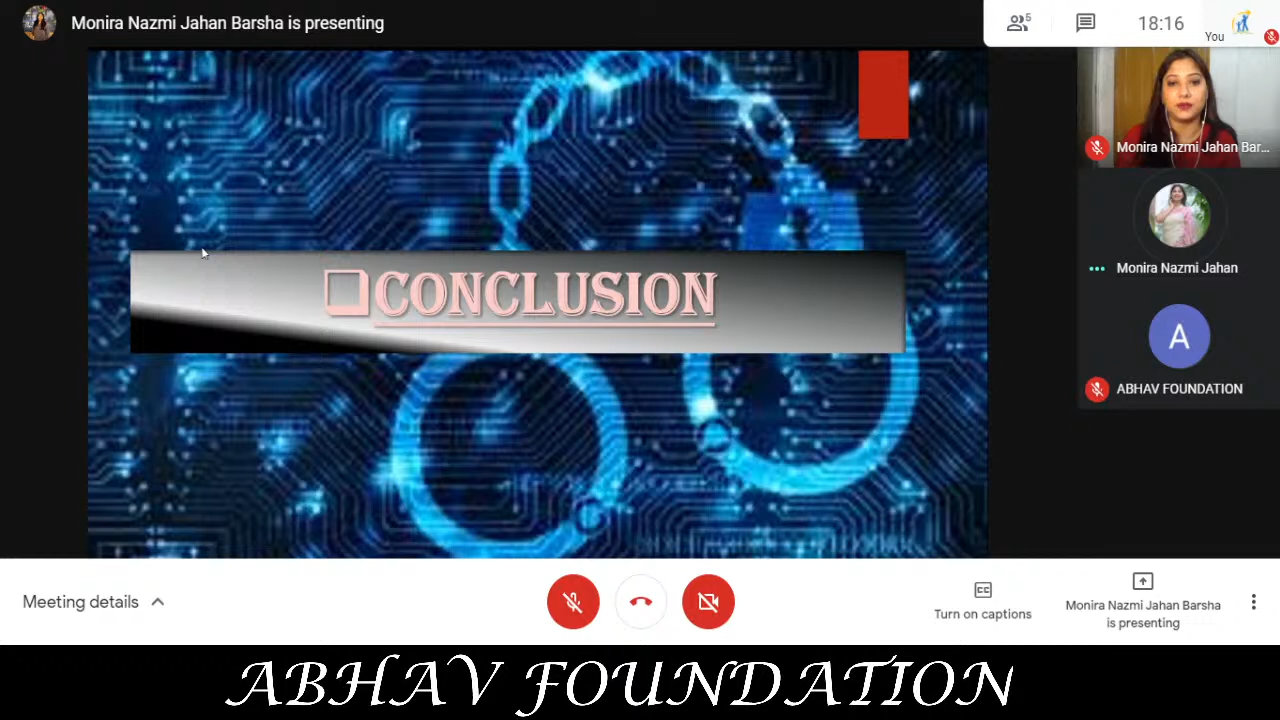 Monira Nazmi Jahan Barsha is presenting
5
18:16
You
Monira Nazmi Jahan Bar...
Monira Nazmi Jahan
A
ABHAV FOUNDATION
CONCLUSION
Meeting details
CC
Turn on captions
Monira Nazmi Jahan Barsha
is presenting
ABHAV FOUNDATION